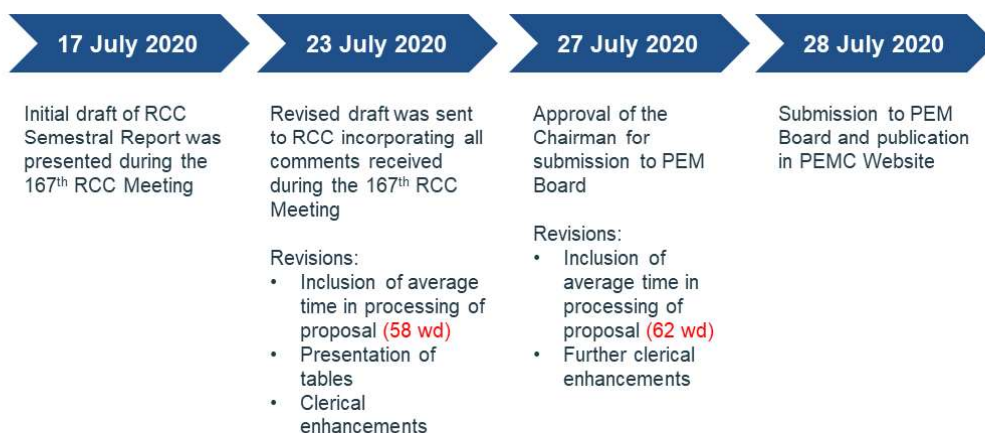 17 July 2020
Initial draft of RCC
Semestral Report was
presented during the
167th RCC Meeting
23 July 2020
Revised draft was sent
to RCC incorporating all
comments received
during the 167th RCC
Meeting
Revisions:
• Inclusion of average
time in processing of
proposal (58 wd)
• Presentation of
tables
• Clerical
enhancements
27 July 2020
Approval of the
Chairman for
submission to PEM
Board
Revisions:
• Inclusion of
average time in
processing of
proposal (62 wd)
• Further clerical
enhancements
28 July 2020
Submission to PEM
Board and publication
in PEMC Website